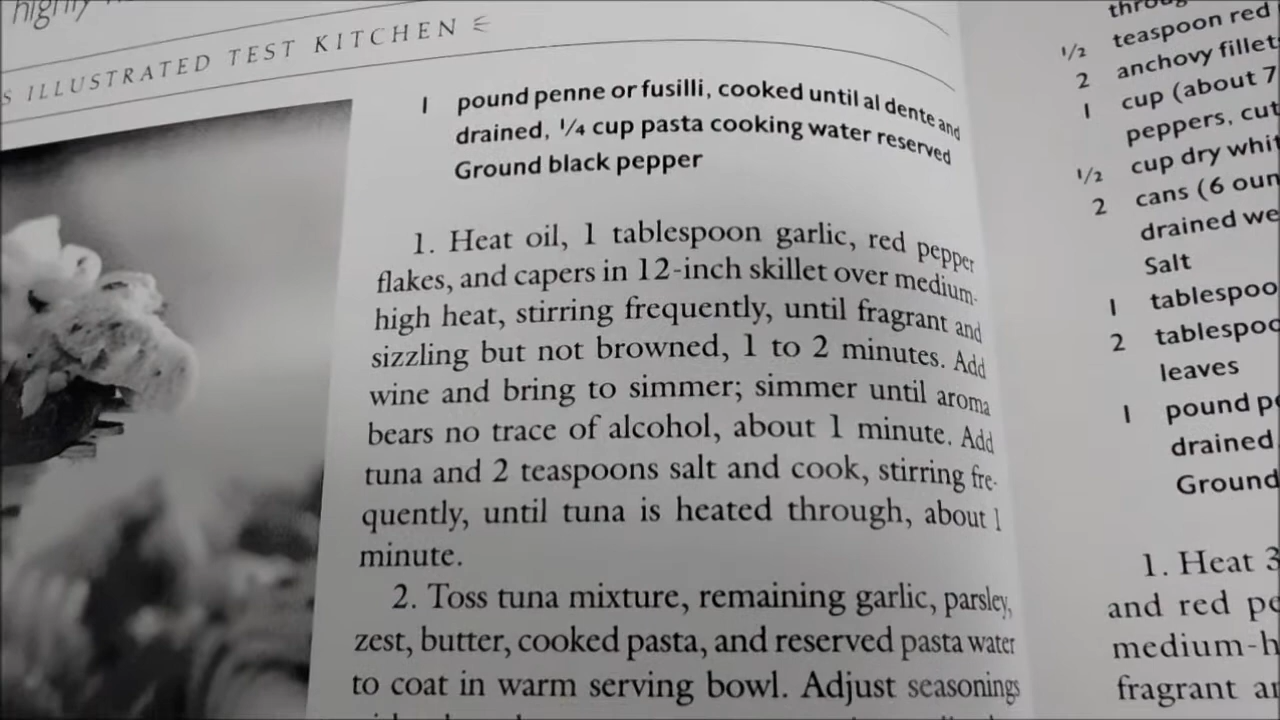 highly
S ILLUSTRATED TEST KITCHEN
1 pound penne or fusilli, cooked until al dente and
drained, 1/4 cup pasta cooking water reserved
Ground black pepper
1. Heat oil, 1 tablespoon garlic, red pepper
flakes, and capers in 12-inch skillet over medium-
high heat, stirring frequently, until fragrant and
sizzling but not browned, 1 to 2 minutes. Add
wine and bring to simmer; simmer until aroma
bears no trace of alcohol, about 1 minute. Add
tuna and 2 teaspoons salt and cook, stirring fre-
quently, until tuna is heated through, about 1
minute.
2. Toss tuna mixture, remaining garlic, parsley,
zest, butter, cooked pasta, and reserved pasta water
to coat in warm serving bowl. Adjust seasonings
1/2 teaspoon red
2 anchovy fillet
1 cup (about 7
peppers, cut
1/2 cup dry whi
2 cans (6 oun
drained we
Salt
1 tablespoo
2 tablespoo
leaves
1 pound pe
drained
Ground
1. Heat 3
and red pe
medium-h
fragrant an